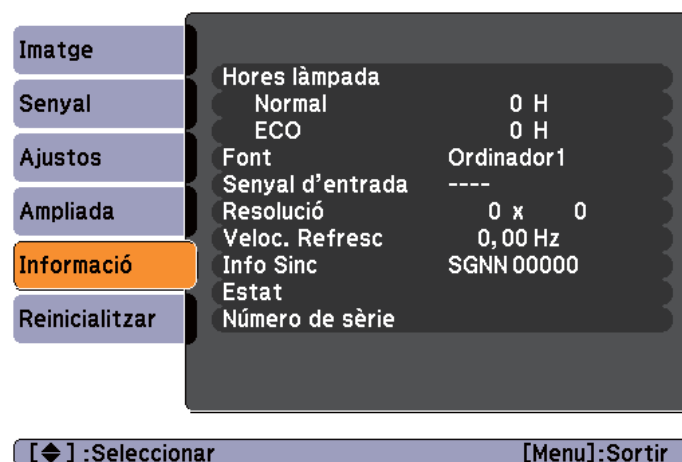 Imatge
Senyal
Ajustos
Ampliada
Informació
Reinicialitzar
Hores làmpada
Normal 0 H
ECO 0 H
Font Ordinador1
Senyal d'entrada ----
Resolució 0 x 0
Veloc. Refresc 0,00 Hz
Info Sinc SGNN 00000
Estat
Número de sèrie
[◆] :Seleccionar [Menu]:Sortir